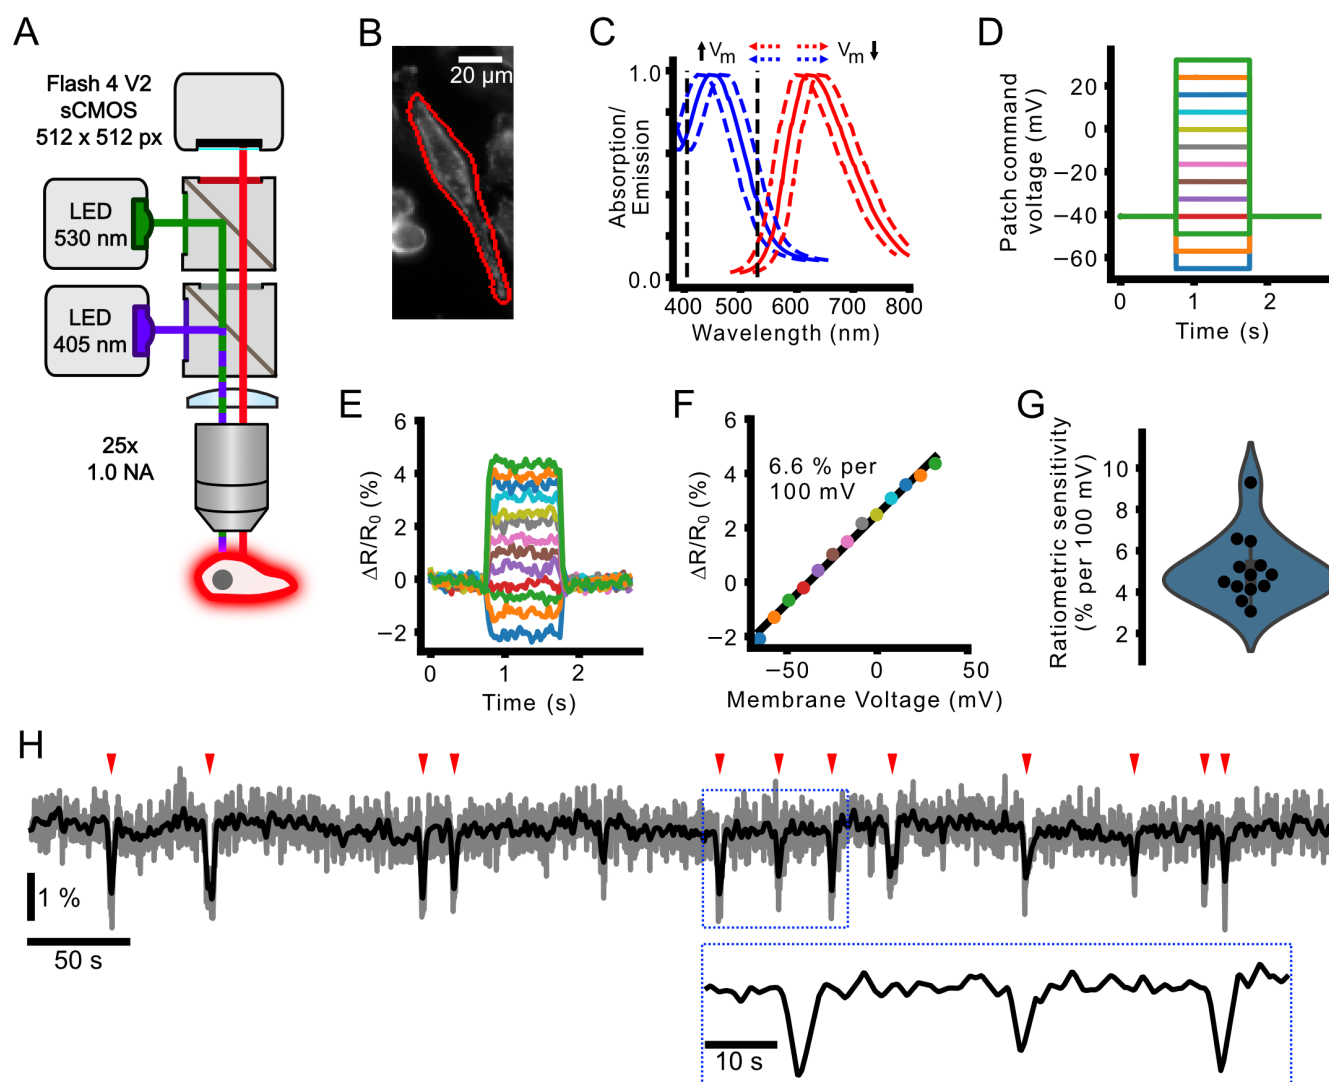 A
Flash 4 V2
sCMOS
512 x 512 px
LED
530 nm
LED
405 nm
25x
1.0 NA
B
20 µm
C
Vm
Vm
1.0
0.0
Absorption/
Emission
400 500 600 700 800
Wavelength (nm)
D
20
0
−20
−40
−60
Patch command
voltage (mV)
0 1 2
Time (s)
E
6
4
2
0
−2
ΔR/R0 (%)
0 1 2
Time (s)
F
6
4
2
0
−2
ΔR/R0 (%)
6.6 % per
100 mV
−50 0 50
Membrane Voltage (mV)
G
10
8
6
4
2
Ratiometric sensitivity
(% per 100 mV)
H
1 %
50 s
10 s